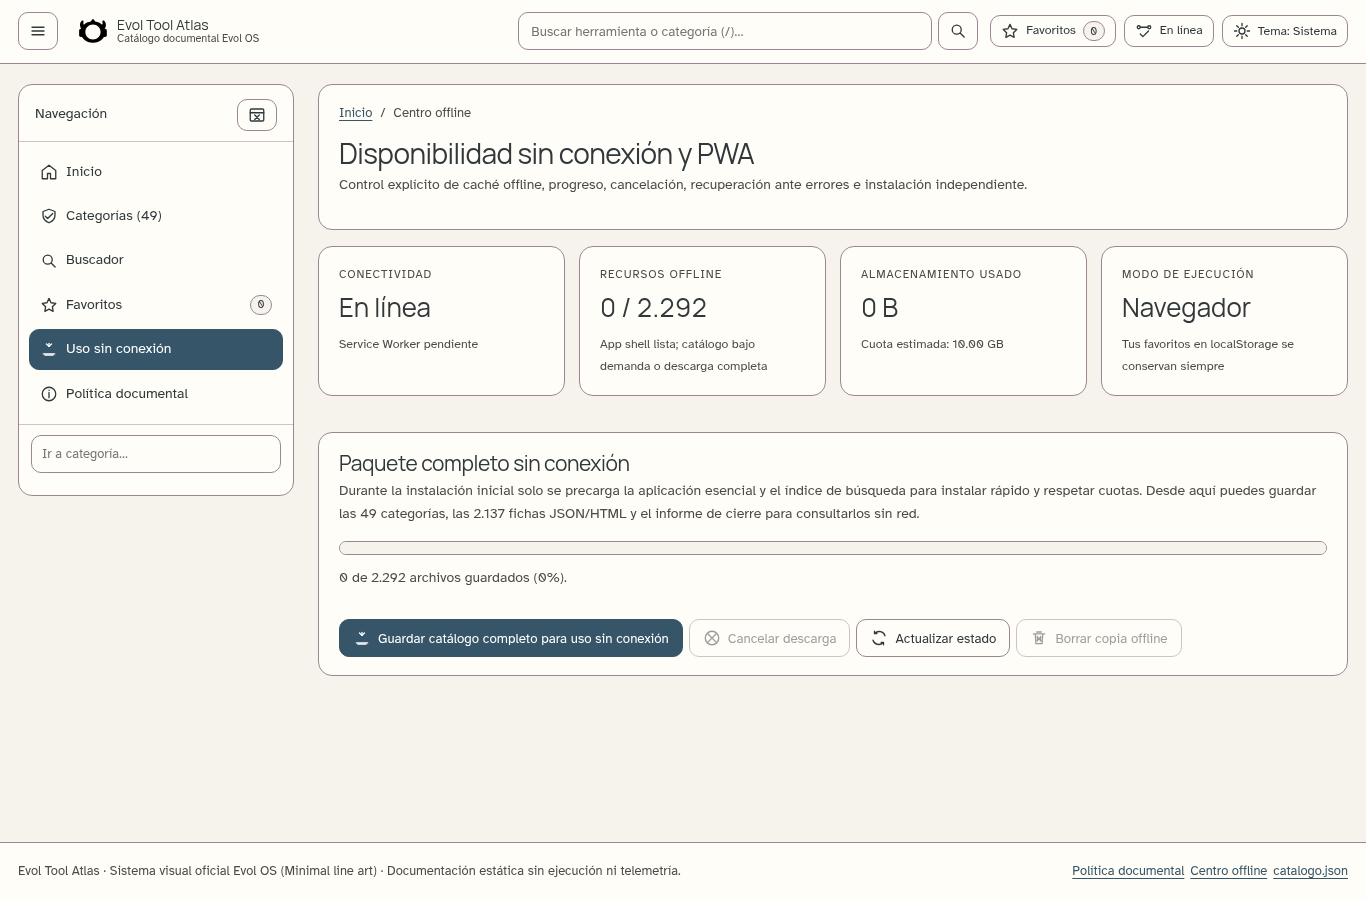 Evol Tool Atlas
Catálogo documental Evol OS
Buscar herramienta o categoría (/)...
Favoritos 0
En línea
Tema: Sistema
Navegación
Inicio
Categorías (49)
Buscador
Favoritos 0
Uso sin conexión
Política documental
Ir a categoría...
Inicio / Centro offline
Disponibilidad sin conexión y PWA
Control explícito de caché offline, progreso, cancelación, recuperación ante errores e instalación independiente.
CONECTIVIDAD
En línea
Service Worker pendiente
RECURSOS OFFLINE
0 / 2.292
App shell lista; catálogo bajo
demanda o descarga completa
ALMACENAMIENTO USADO
0 B
Cuota estimada: 10.00 GB
MODO DE EJECUCIÓN
Navegador
Tus favoritos en localStorage se
conservan siempre
Paquete completo sin conexión
Durante la instalación inicial solo se precarga la aplicación esencial y el índice de búsqueda para instalar rápido y respetar cuotas. Desde aquí puedes guardar
las 49 categorías, las 2.137 fichas JSON/HTML y el informe de cierre para consultarlos sin red.
0 de 2.292 archivos guardados (0%).
Guardar catálogo completo para uso sin conexión
Cancelar descarga
Actualizar estado
Borrar copia offline
Evol Tool Atlas · Sistema visual oficial Evol OS (Minimal line art) · Documentación estática sin ejecución ni telemetría.
Política documental Centro offline catalogo.json